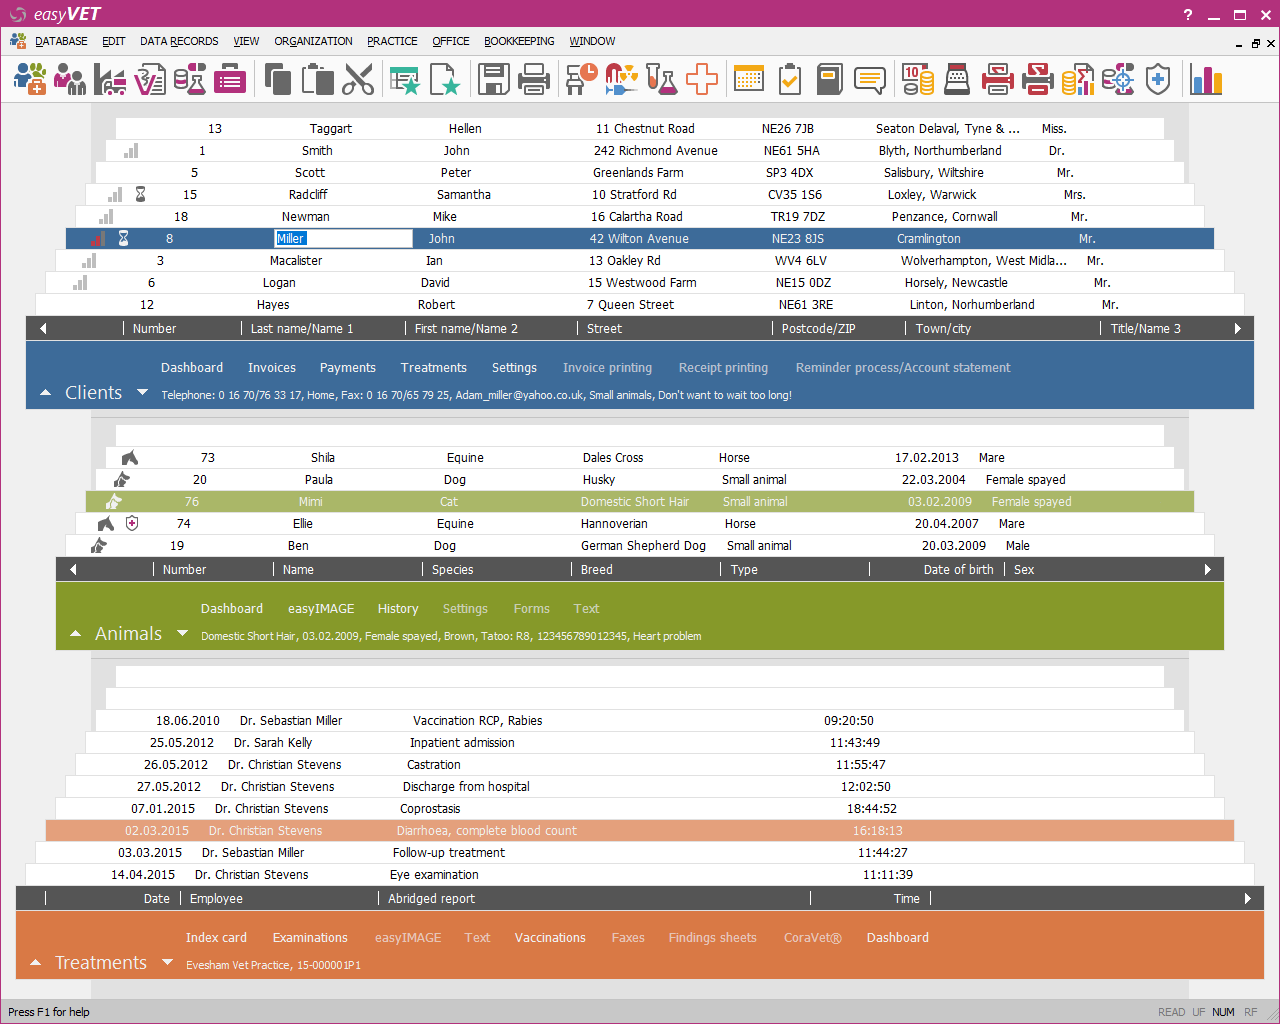 easyVET
?
DATABASE EDIT DATA RECORDS VIEW ORGANIZATION PRACTICE OFFICE BOOKKEEPING WINDOW
10
13 Taggart Hellen 11 Chestnut Road NE26 7JB Seaton Delaval, Tyne & ... Miss.
1 Smith John 242 Richmond Avenue NE61 5HA Blyth, Northumberland Dr.
5 Scott Peter Greenlands Farm SP3 4DX Salisbury, Wiltshire Mr.
15 Radcliff Samantha 10 Stratford Rd CV35 1S6 Loxley, Warwick Mrs.
18 Newman Mike 16 Calartha Road TR19 7DZ Penzance, Cornwall Mr.
8 Miller John 42 Wilton Avenue NE23 8JS Cramlington Mr.
3 Macalister Ian 13 Oakley Rd WV4 6LV Wolverhampton, West Midla... Mr.
6 Logan David 15 Westwood Farm NE15 0DZ Horsely, Newcastle Mr.
12 Hayes Robert 7 Queen Street NE61 3RE Linton, Norhumberland Mr.
Number Last name/Name 1 First name/Name 2 Street Postcode/ZIP Town/city Title/Name 3
Dashboard Invoices Payments Treatments Settings Invoice printing Receipt printing Reminder process/Account statement
Clients Telephone: 0 16 70/76 33 17, Home, Fax: 0 16 70/65 79 25, Adam_miller@yahoo.co.uk, Small animals, Don't want to wait too long!
73 Shila Equine Dales Cross Horse 17.02.2013 Mare
20 Paula Dog Husky Small animal 22.03.2004 Female spayed
76 Mimi Cat Domestic Short Hair Small animal 03.02.2009 Female spayed
74 Ellie Equine Hannoverian Horse 20.04.2007 Mare
19 Ben Dog German Shepherd Dog Small animal 20.03.2009 Male
Number Name Species Breed Type Date of birth Sex
Dashboard easyIMAGE History Settings Forms Text
Animals Domestic Short Hair, 03.02.2009, Female spayed, Brown, Tatoo: R8, 123456789012345, Heart problem
18.06.2010 Dr. Sebastian Miller Vaccination RCP, Rabies 09:20:50
25.05.2012 Dr. Sarah Kelly Inpatient admission 11:43:49
26.05.2012 Dr. Christian Stevens Castration 11:55:47
27.05.2012 Dr. Christian Stevens Discharge from hospital 12:02:50
07.01.2015 Dr. Christian Stevens Coprostasis 18:44:52
02.03.2015 Dr. Christian Stevens Diarrhoea, complete blood count 16:18:13
03.03.2015 Dr. Sebastian Miller Follow-up treatment 11:44:27
14.04.2015 Dr. Christian Stevens Eye examination 11:11:39
Date Employee Abridged report Time
Index card Examinations easyIMAGE Text Vaccinations Faxes Findings sheets CoraVet® Dashboard
Treatments Evesham Vet Practice, 15-000001P1
Press F1 for help READ UF NUM RF